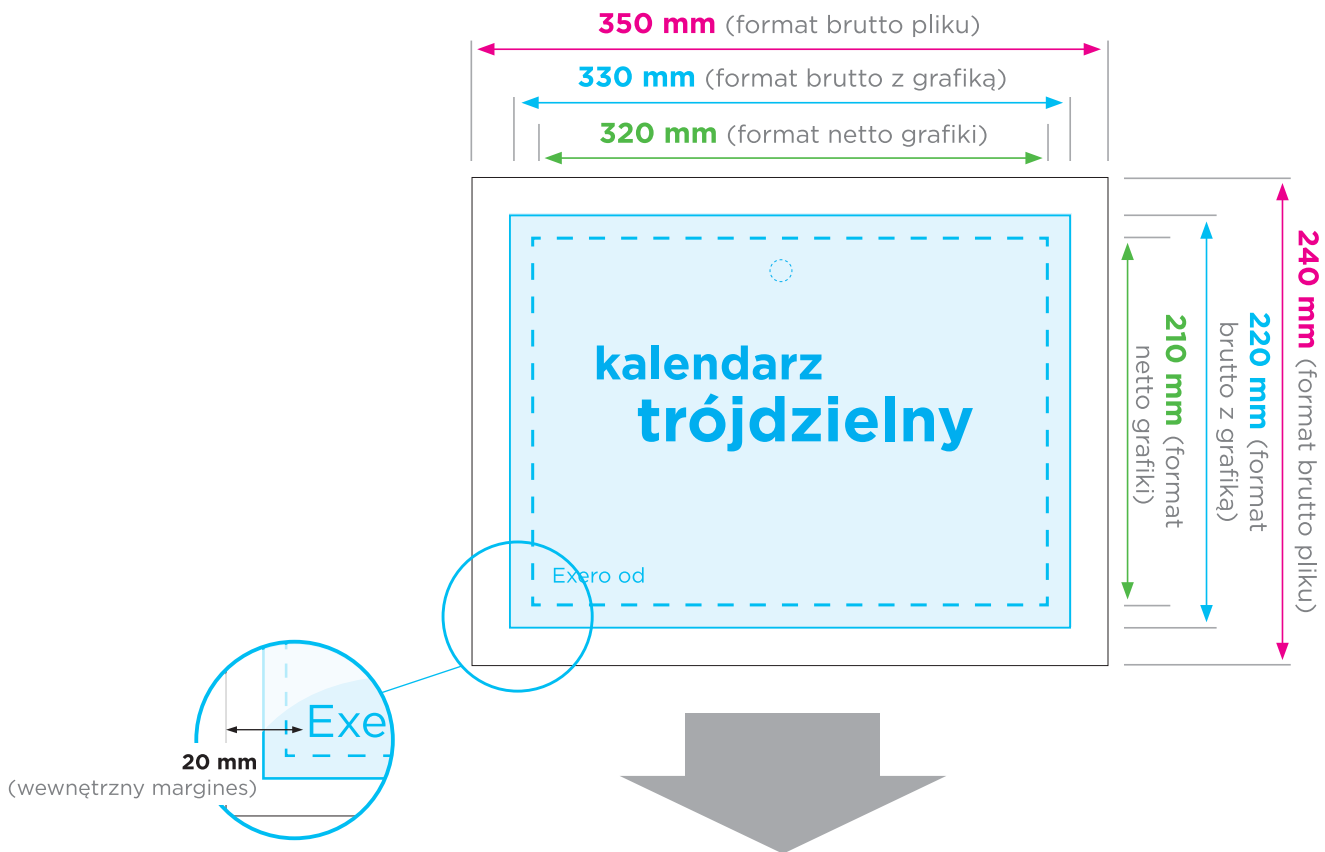 350 mm (format brutto pliku)
330 mm (format brutto z grafiką)
320 mm (format netto grafiki)
kalendarz
trójdzielny
Exero od
210 mm (format
netto grafiki)
220 mm (format
brutto z grafiką)
240 mm (format brutto pliku)
Exe
20 mm
(wewnętrzny margines)